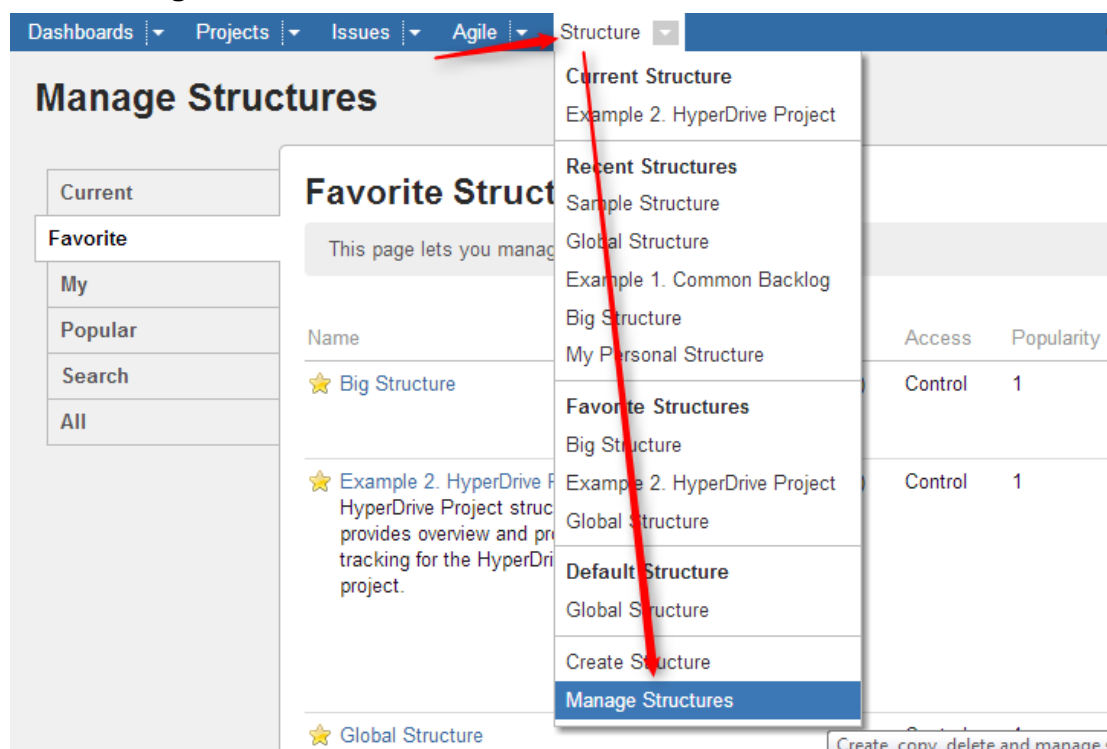 Dashboards Projects Issues Agile Structure
Manage Structures
Current
Favorite
My
Popular
Search
All
Favorite Struct
This page lets you manag
Name Access Popularity
Big Structure Control 1
Example 2. HyperDrive P Control 1
HyperDrive Project struc
provides overview and pr
tracking for the HyperDri
project.
Global Structure
Current Structure
Example 2. HyperDrive Project
Recent Structures
Sample Structure
Global Structure
Example 1. Common Backlog
Big Structure
My Personal Structure
Favorite Structures
Big Structure
Example 2. HyperDrive Project
Global Structure
Default Structure
Global Structure
Create Structure
Manage Structures
Create, copy, delete and manage